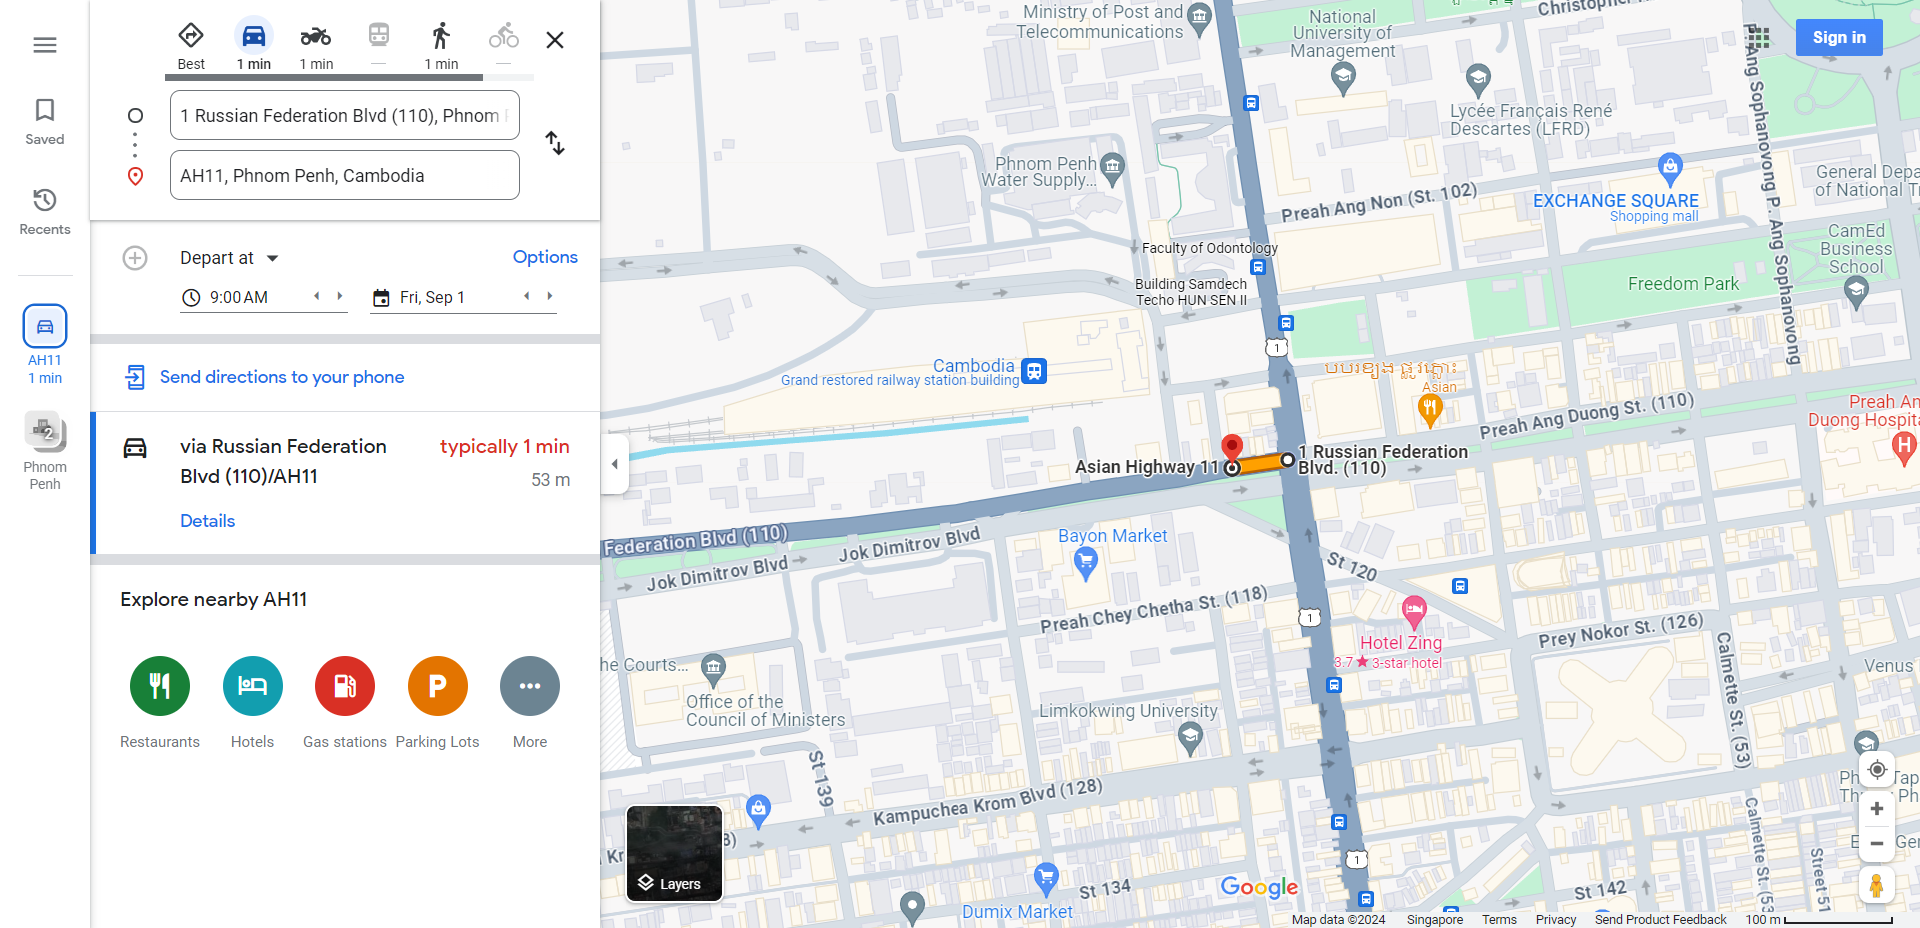 Best
1 min
1 min
1 min
1 Russian Federation Blvd (110), Phnom
AH11, Phnom Penh, Cambodia
Saved
Recents
AH11
1 min
2
Phnom
Penh
Depart at
Options
9:00 AM
Fri, Sep 1
Send directions to your phone
via Russian Federation
Blvd (110)/AH11
typically 1 min
53 m
Details
Explore nearby AH11
Restaurants
Hotels
Gas stations
P
Parking Lots
More
Sign in
Ministry of Post and
Telecommunications
National
University of
Management
Lycée Français René
Descartes (LFRD)
P. Ang Sophanovong
P. Ang Sophanovong
Phnom Penh
Water Supply...
Preah Ang Non (St. 102)
EXCHANGE SQUARE
Shopping mall
General Depa
of National T
CamEd
Business
School
Faculty of Odontology
Building Samdech
Techo HUN SEN II
Freedom Park
1
Cambodia
Grand restored railway station building
Asian
Preah Ang Duong St. (110)
Preah An
Duong Hospita
H
Asian Highway 11
1 Russian Federation
Blvd. (110)
Federation Blvd (110)
Jok Dimitrov Blvd
Jok Dimitrov Blvd
Bayon Market
St 120
Preah Chey Chetha St. (118)
1
Hotel Zing
3.7 ★ 3-star hotel
Prey Nokor St. (126)
Calmette St. (53)
Venus
he Courts...
Office of the
Council of Ministers
Limkokwing University
St 139
Kampuchea Krom Blvd (128)
Kr
8)
1
Calmette St. (53
Street 51
Layers
St 134
Dumix Market
St 142
Google
Map data ©2024
Singapore
Terms
Privacy
Send Product Feedback
100 m